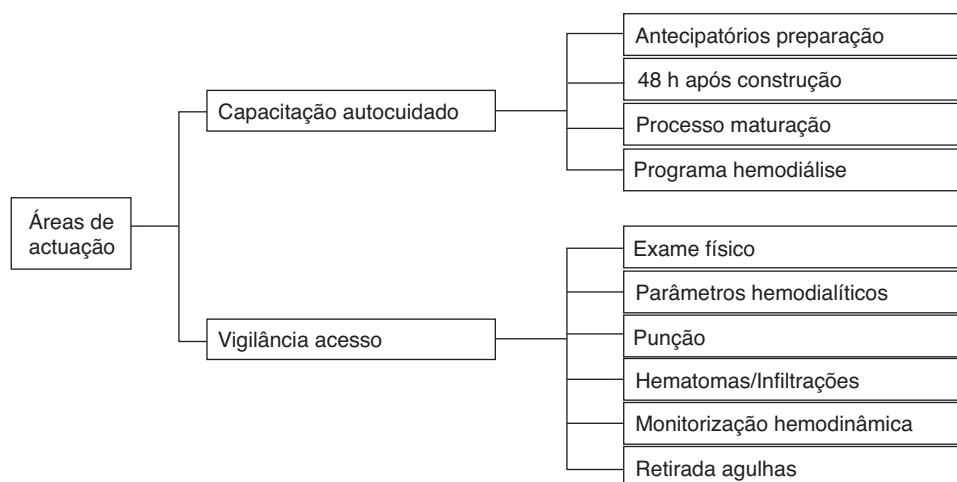 Áreas de
actuação
Capacitação autocuidado
Antecipatórios preparação
48 h após construção
Processo maturação
Programa hemodiálise
Vigilância acesso
Exame físico
Parâmetros hemodialíticos
Punção
Hematomas/Infiltrações
Monitorização hemodinâmica
Retirada agulhas